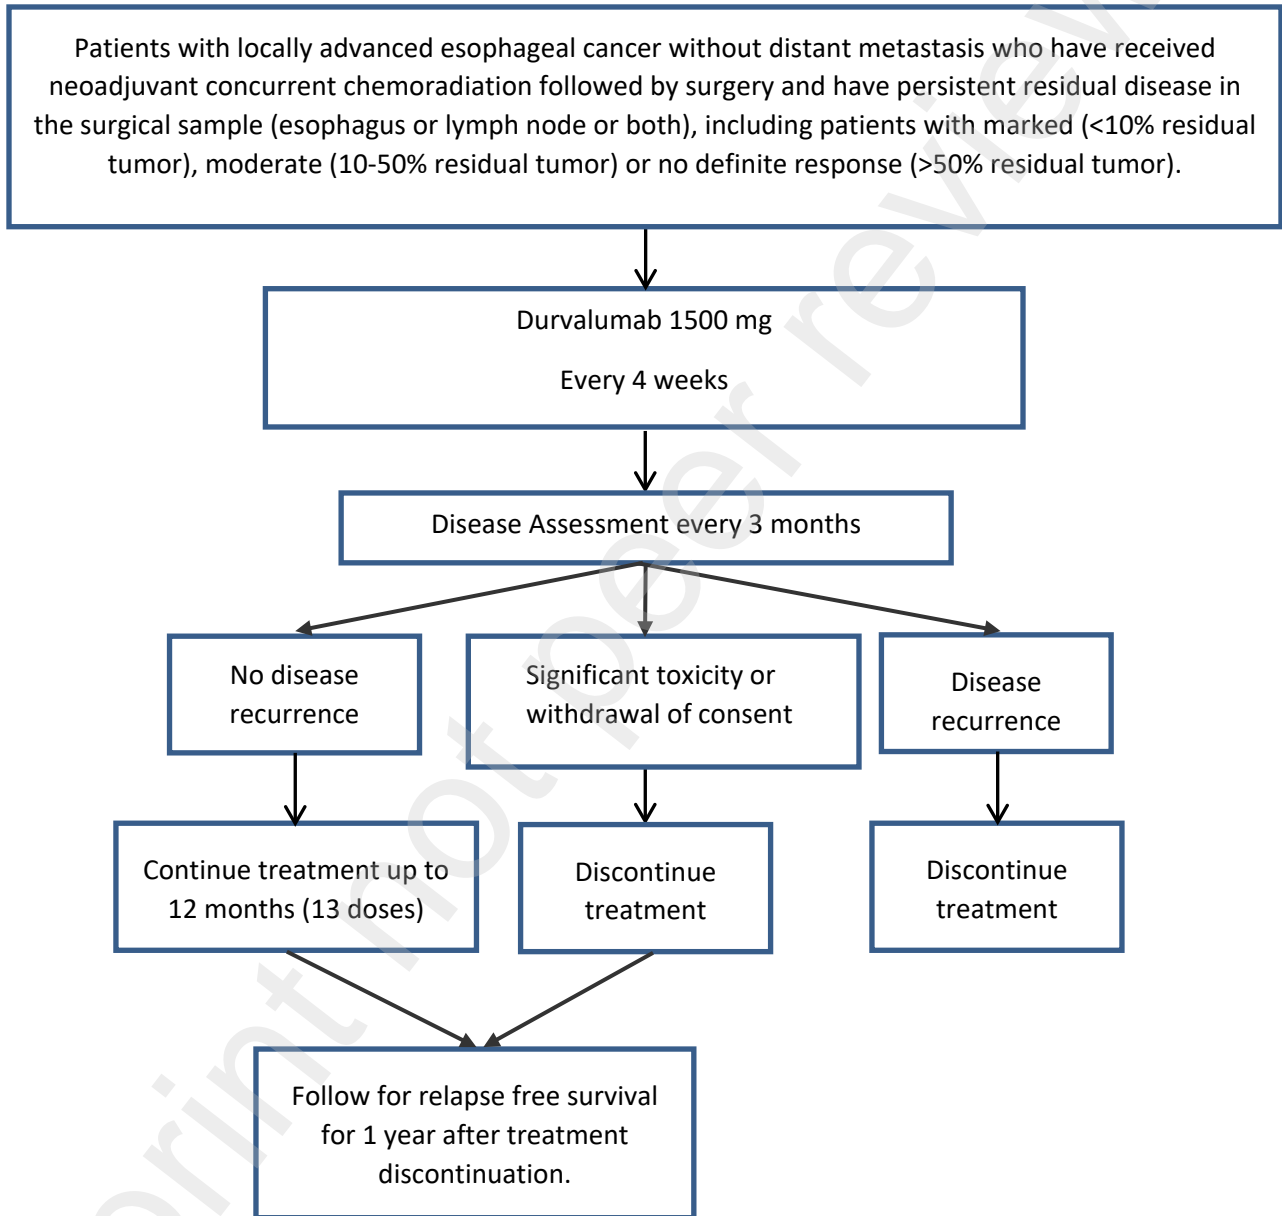 Patients with locally advanced esophageal cancer without distant metastasis who have received
neoadjuvant concurrent chemoradiation followed by surgery and have persistent residual disease in
the surgical sample (esophagus or lymph node or both), including patients with marked (<10% residual
tumor), moderate (10-50% residual tumor) or no definite response (>50% residual tumor).
Durvalumab 1500 mg
Every 4 weeks
Disease Assessment every 3 months
No disease
recurrence
Significant toxicity or
withdrawal of consent
Disease
recurrence
Continue treatment up to
12 months (13 doses)
Discontinue
treatment
Discontinue
treatment
Follow for relapse free survival
for 1 year after treatment
discontinuation.
print not peer review